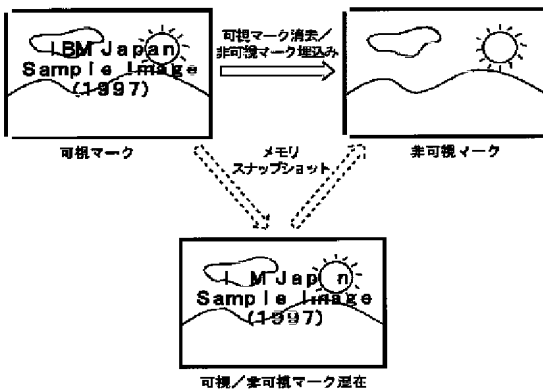 IBM Japan
Sample Image
(1997)
可視マーク
可視マーク消去／
非可視マーク埋込み
非可視マーク
メモリ
スナップショット
I M Jap n
Sample Image
(1997)
可視／非可視マーク混在